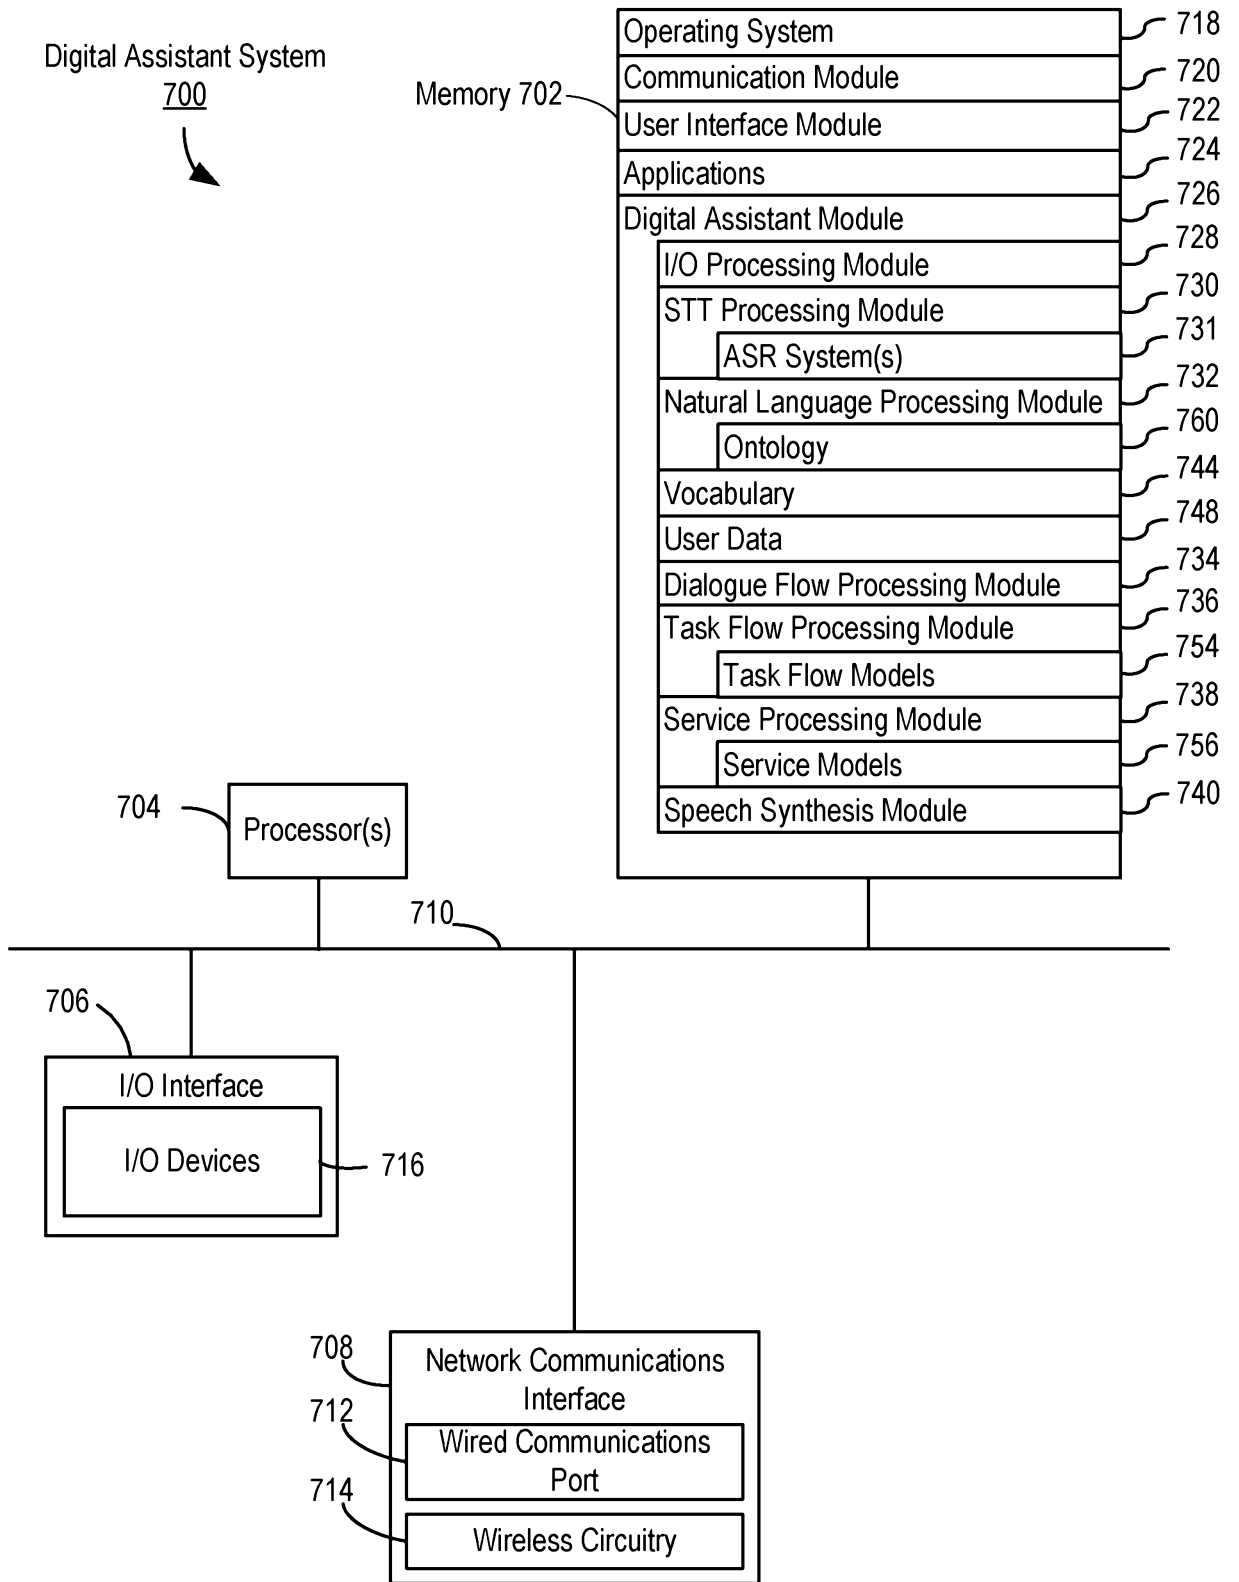 Digital Assistant System
700
Memory 702
Operating System 718
Communication Module 720
User Interface Module 722
Applications 724
Digital Assistant Module 726
I/O Processing Module 728
STT Processing Module 730
ASR System(s) 731
Natural Language Processing Module 732
Ontology 760
Vocabulary 744
User Data 748
Dialogue Flow Processing Module 734
Task Flow Processing Module 736
Task Flow Models 754
Service Processing Module 738
Service Models 756
Speech Synthesis Module 740
704
Processor(s)
710
706
I/O Interface
I/O Devices
716
708
Network Communications
Interface
712
Wired Communications
Port
714
Wireless Circuitry